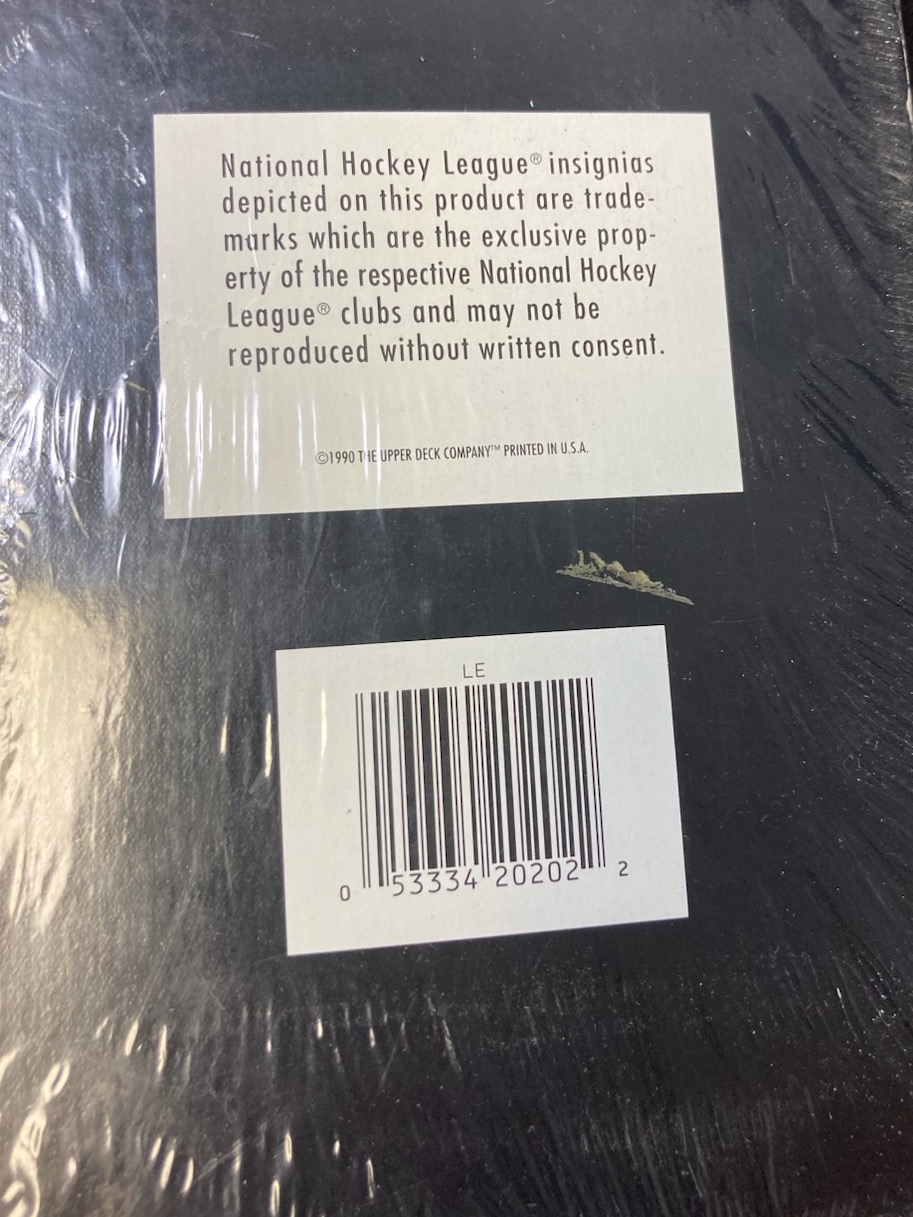 National Hockey League® insignias
depicted on this product are trade-
marks which are the exclusive prop-
erty of the respective National Hockey
League® clubs and may not be
reproduced without written consent.
©1990 THE UPPER DECK COMPANY™ PRINTED IN U.S.A.
LE
0 53334 20202 2